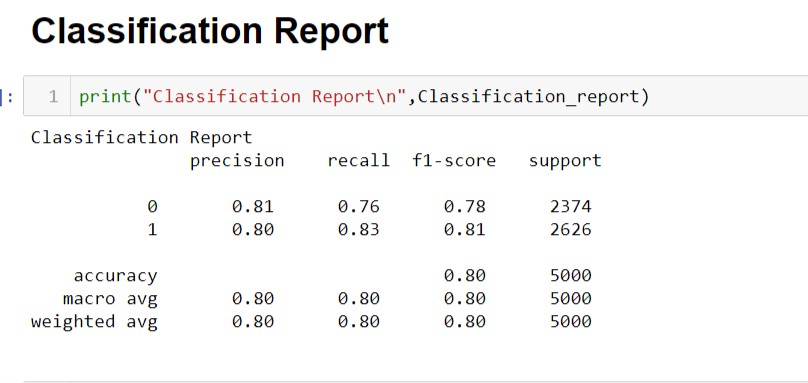 Classification Report
]: 1 print("Classification Report\n",Classification_report)
Classification Report
precision recall f1-score support
0 0.81 0.76 0.78 2374
1 0.80 0.83 0.81 2626
accuracy 0.80 5000
macro avg 0.80 0.80 0.80 5000
weighted avg 0.80 0.80 0.80 5000